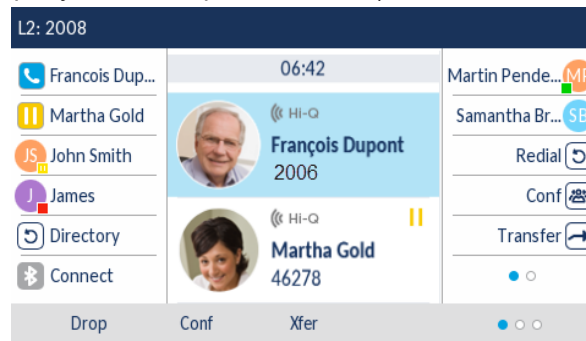 L2: 2008
Francois Dup...
Martha Gold
JS John Smith
J James
Directory
Connect
06:42
Hi-Q
François Dupont
2006
Hi-Q
Martha Gold
46278
Martin Pende... MP
Samantha Br... SB
Redial
Conf
Transfer
Drop Conf Xfer